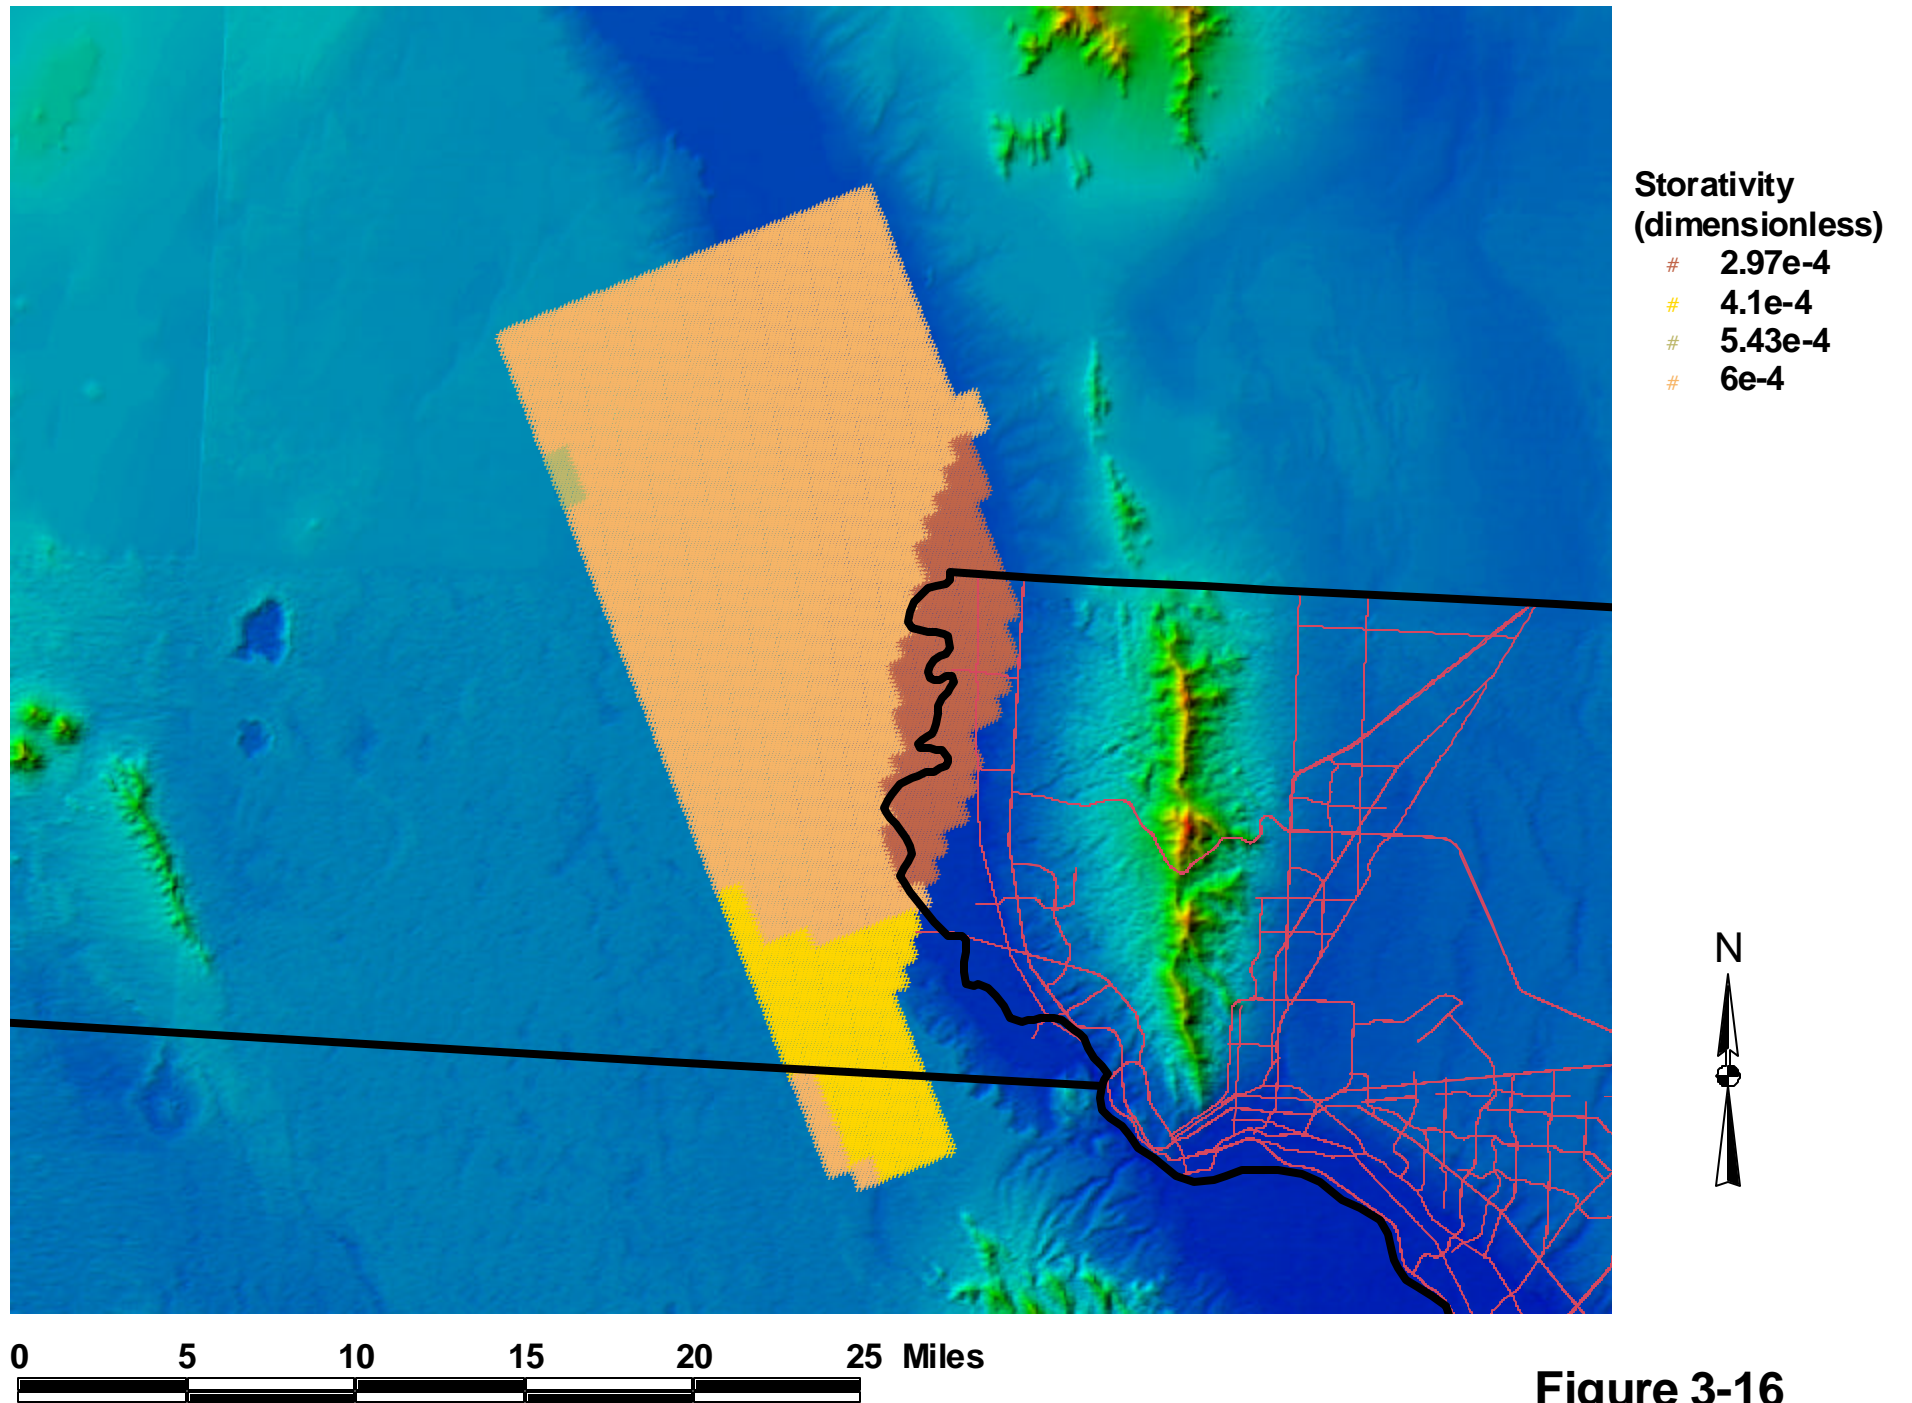 Storativity
(dimensionless)
# 2.97e-4
# 4.1e-4
# 5.43e-4
# 6e-4
N
0 5 10 15 20 25 Miles
Figure 3-16